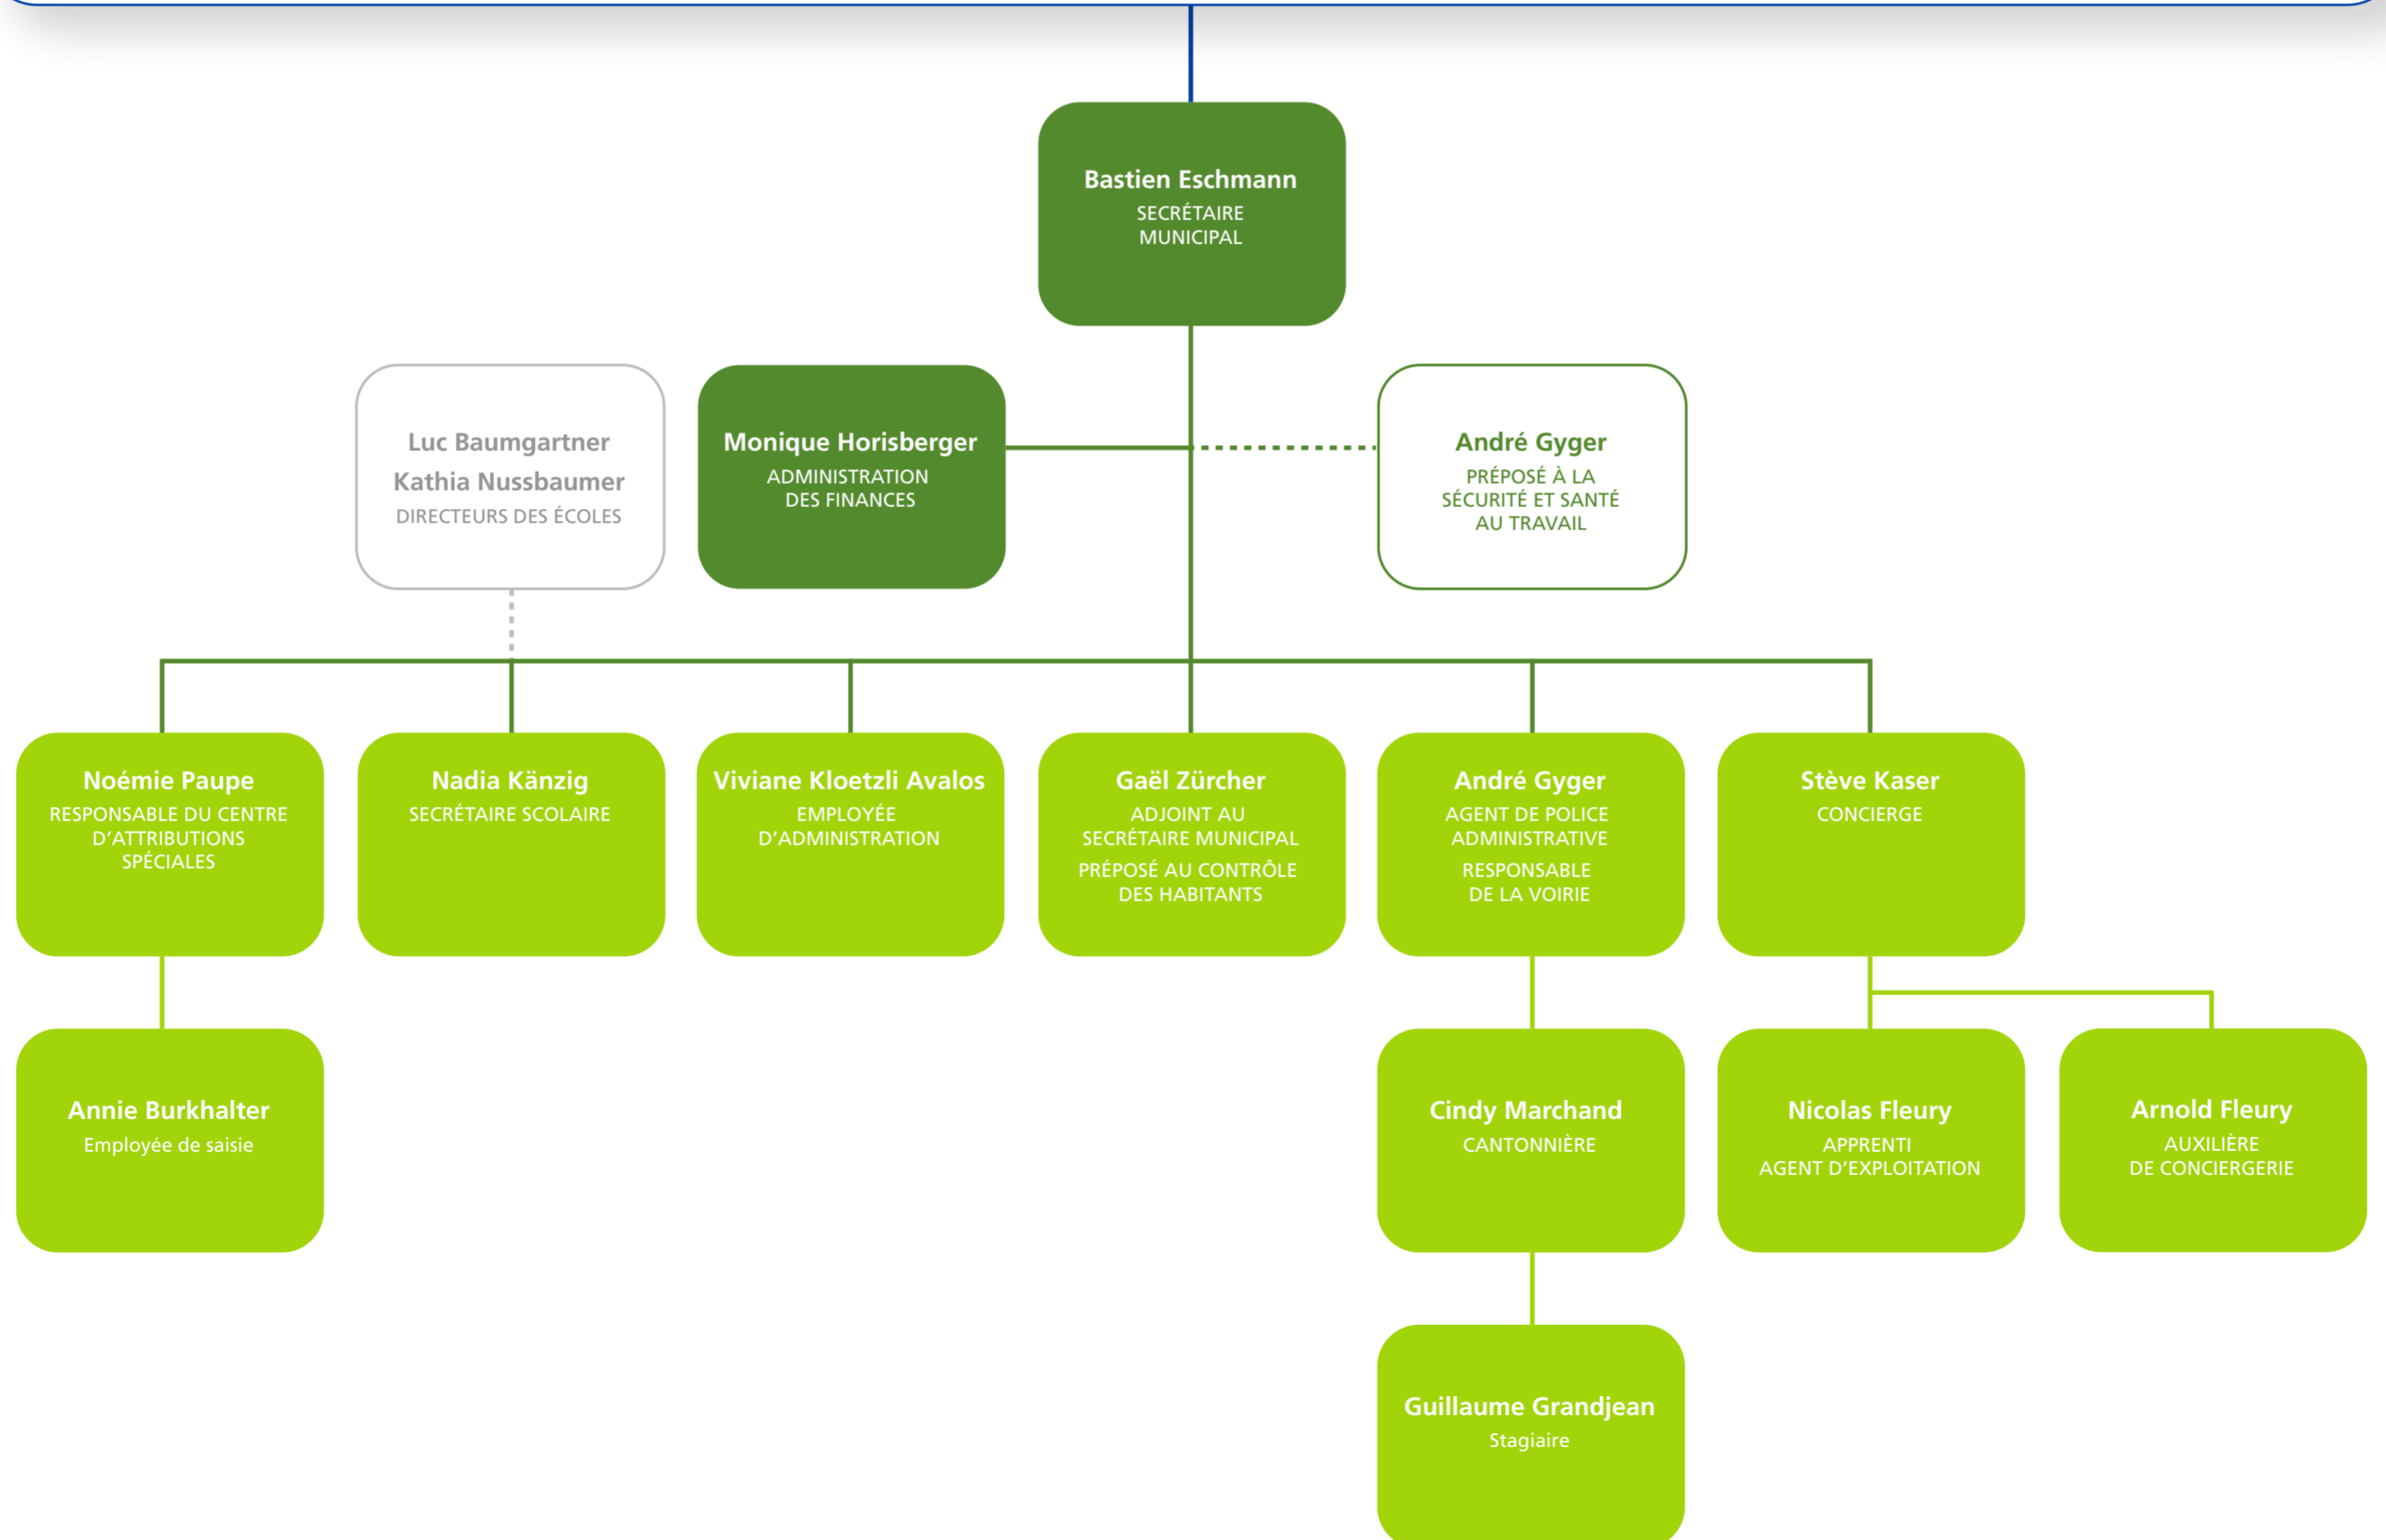 Bastien Eschmann
SECRÉTAIRE
MUNICIPAL
Luc Baumgartner
Kathia Nussbaumer
DIRECTEURS DES ÉCOLES
Monique Horisberger
ADMINISTRATION
DES FINANCES
André Gyger
PRÉPOSÉ À LA
SÉCURITÉ ET SANTÉ
AU TRAVAIL
Noémie Paupe
RESPONSABLE DU CENTRE
D’ATTRIBUTIONS
SPÉCIALES
Nadia Känzig
SECRÉTAIRE SCOLAIRE
Viviane Kloetzli Avalos
EMPLOYÉE
D’ADMINISTRATION
Gaël Zürcher
ADJOINT AU
SECRÉTAIRE MUNICIPAL
PRÉPOSÉ AU CONTRÔLE
DES HABITANTS
André Gyger
AGENT DE POLICE
ADMINISTRATIVE
RESPONSABLE
DE LA VOIRIE
Stève Kaser
CONCIERGE
Annie Burkhalter
Employée de saisie
Cindy Marchand
CANTONNIÈRE
Nicolas Fleury
APPRENTI
AGENT D’EXPLOITATION
Arnold Fleury
AUXILIÈRE
DE CONCIERGERIE
Guillaume Grandjean
Stagiaire